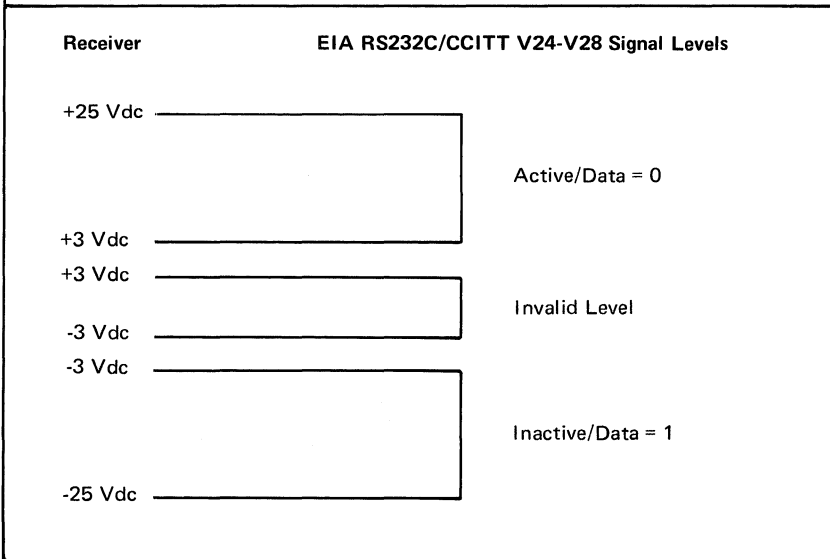 Receiver EIA RS232C/CCITT V24-V28 Signal Levels
+25 Vdc
Active/Data = 0
+3 Vdc
+3 Vdc
Invalid Level
-3 Vdc
-3 Vdc
Inactive/Data = 1
-25 Vdc